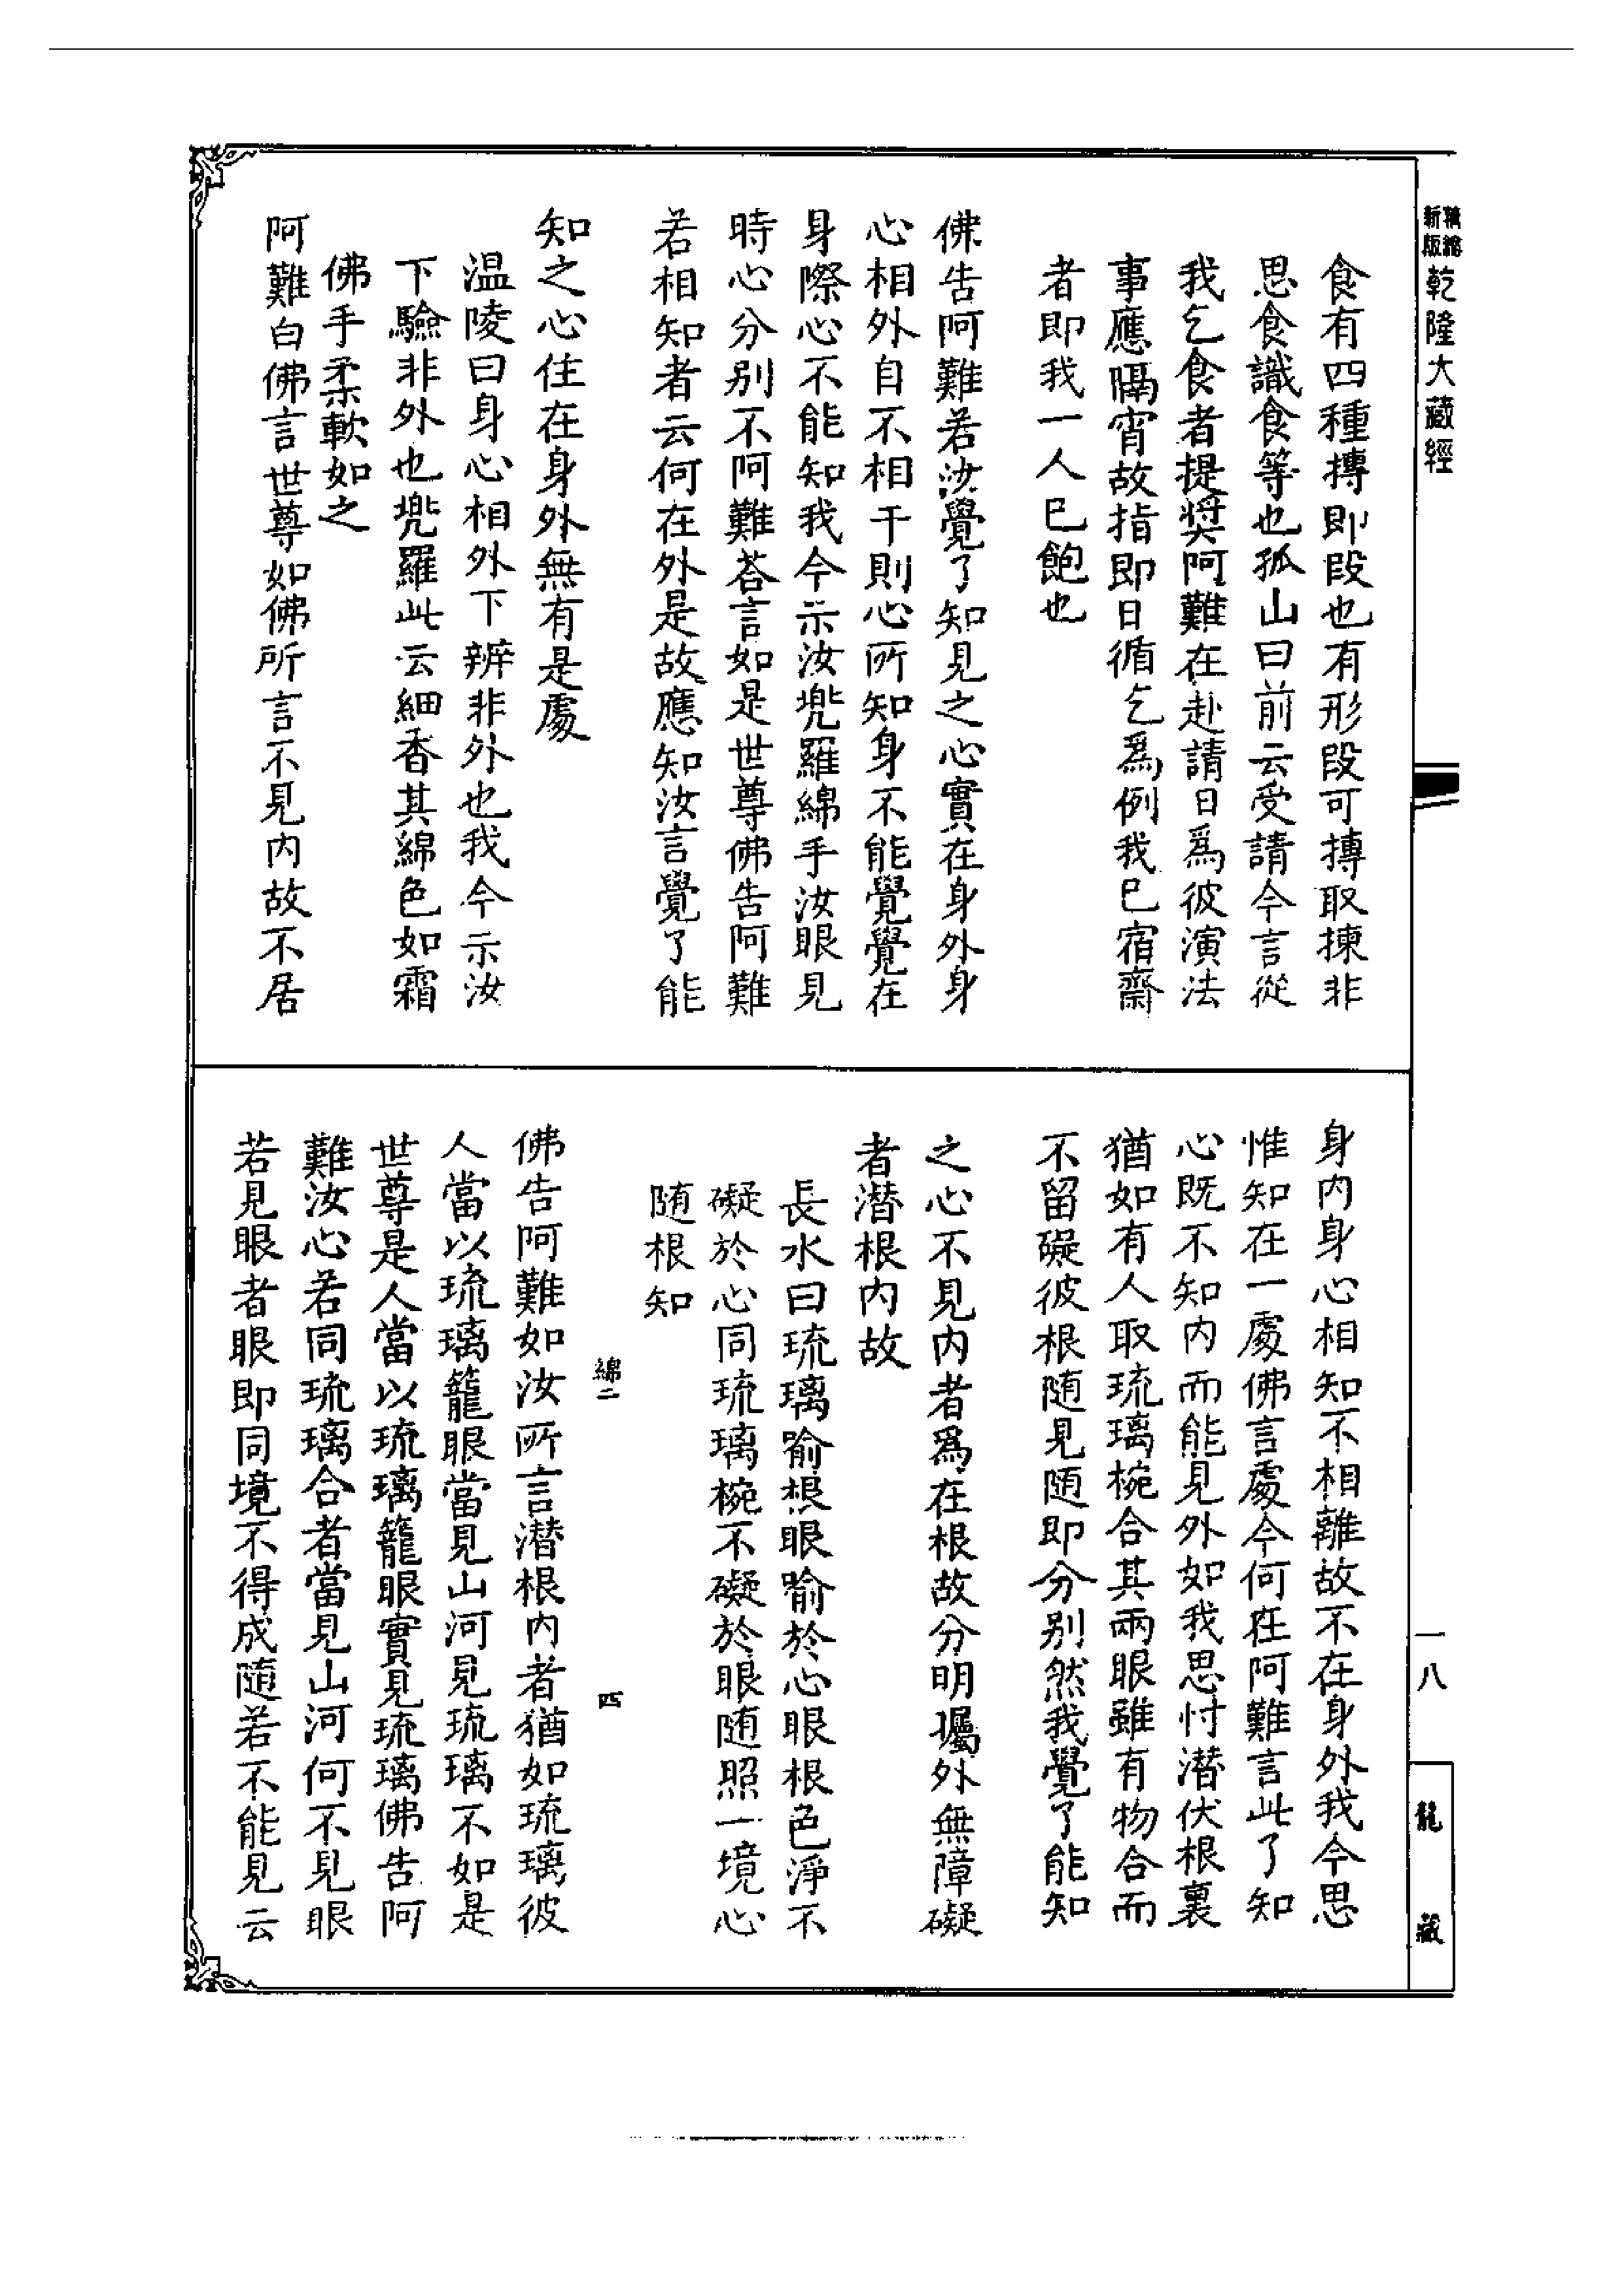 新版
精縮
乾隆大藏經
食有四種摶即段也有形段可摶取揀非
思食識食等也孤山曰前云受請今言從
我乞食者提奬阿難在赴請日爲彼演法
事應隔宵故指即日循乞爲例我已宿齋
者即我一人已飽也
佛告阿難若汝覺了知見之心實在身外身
心相外自不相干則心所知身不能覺覺在
身際心不能知我今示汝兠羅綿手汝眼見
時心分别不阿難荅言如是世尊佛告阿難
若相知者云何在外是故應知汝言覺了能
知之心住在身外無有是處
温陵曰身心相外下辨非外也我今示汝
下驗非外也兠羅此云細香其綿色如霜
佛手柔軟如之
阿難白佛言世尊如佛所言不見内故不居
身内身心相知不相離故不在身外我今思
惟知在一處佛言處今何在阿難言此了知
心既不知内而能見外如我思忖潛伏根裏
猶如有人取琉璃椀合其兩眼雖有物合而
不留礙彼根随見随即分别然我覺了能知
之心不見内者爲在根故分明矚外無障礙
者潜根内故
長水曰琉璃喻根眼喻於心眼根色淨不
礙於心同琉璃椀不礙於眼随照一境心
随根知
綿二
四
佛告阿難如汝所言潜根内者猶如琉璃彼
人當以琉璃籠眼當見山河見琉璃不如是
世尊是人當以琉璃籠眼實見琉璃佛告阿
難汝心若同琉璃合者當見山河何不見眼
若見眼者眼即同境不得成随若不能見云
一八
龍藏